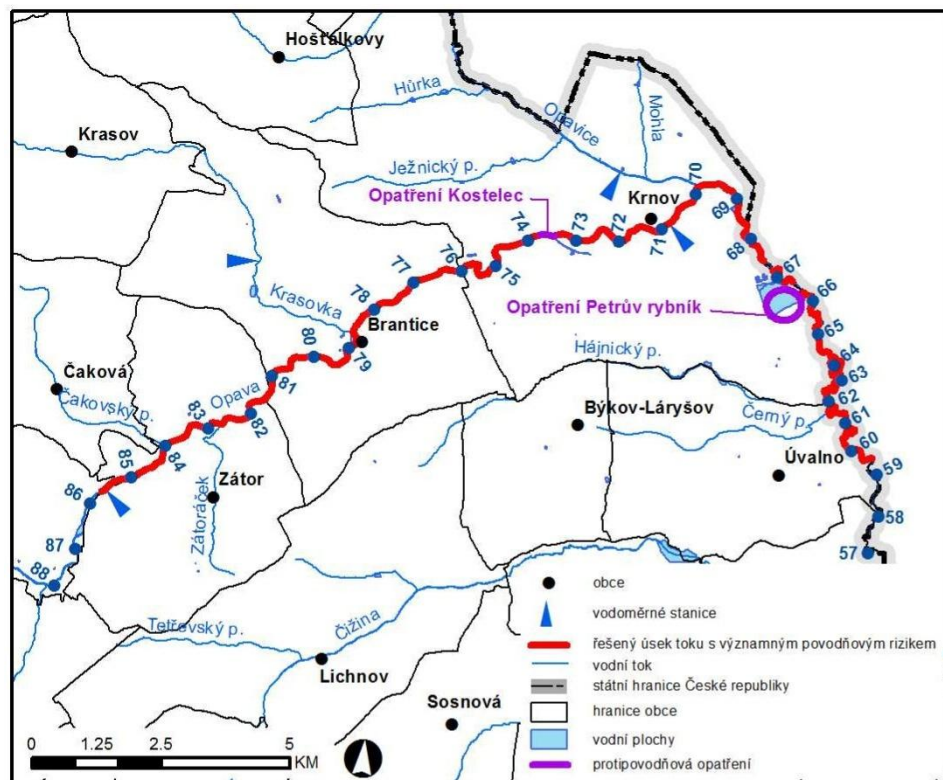 Hošťálkovy
Hůrka
Krasov
Opavice
Mohla
Ježnický p.
70
Opatření Kostelec
Krnov
69
74
73
72
71
68
76
75
67
77
66
78
Opatření Petrův rybník
Krasovka
65
Brantice
80
79
Hájnický p.
64
63
Čaková
81
Opava
62
Čakovský p.
83
82
Býkov-Láryšov
Černý p.
61
84
60
85
Úvalno
59
86
Zátor
Zátoráček
58
87
57
88
Tetřevský p.
Čižina
Lichnov
Sosnová
obce
vodoměrné stanice
řešený úsek toku s významným povodňovým rizikem
vodní tok
státní hranice České republiky
hranice obce
vodní plochy
protipovodňová opatření
0 1.25 2.5 5
KM